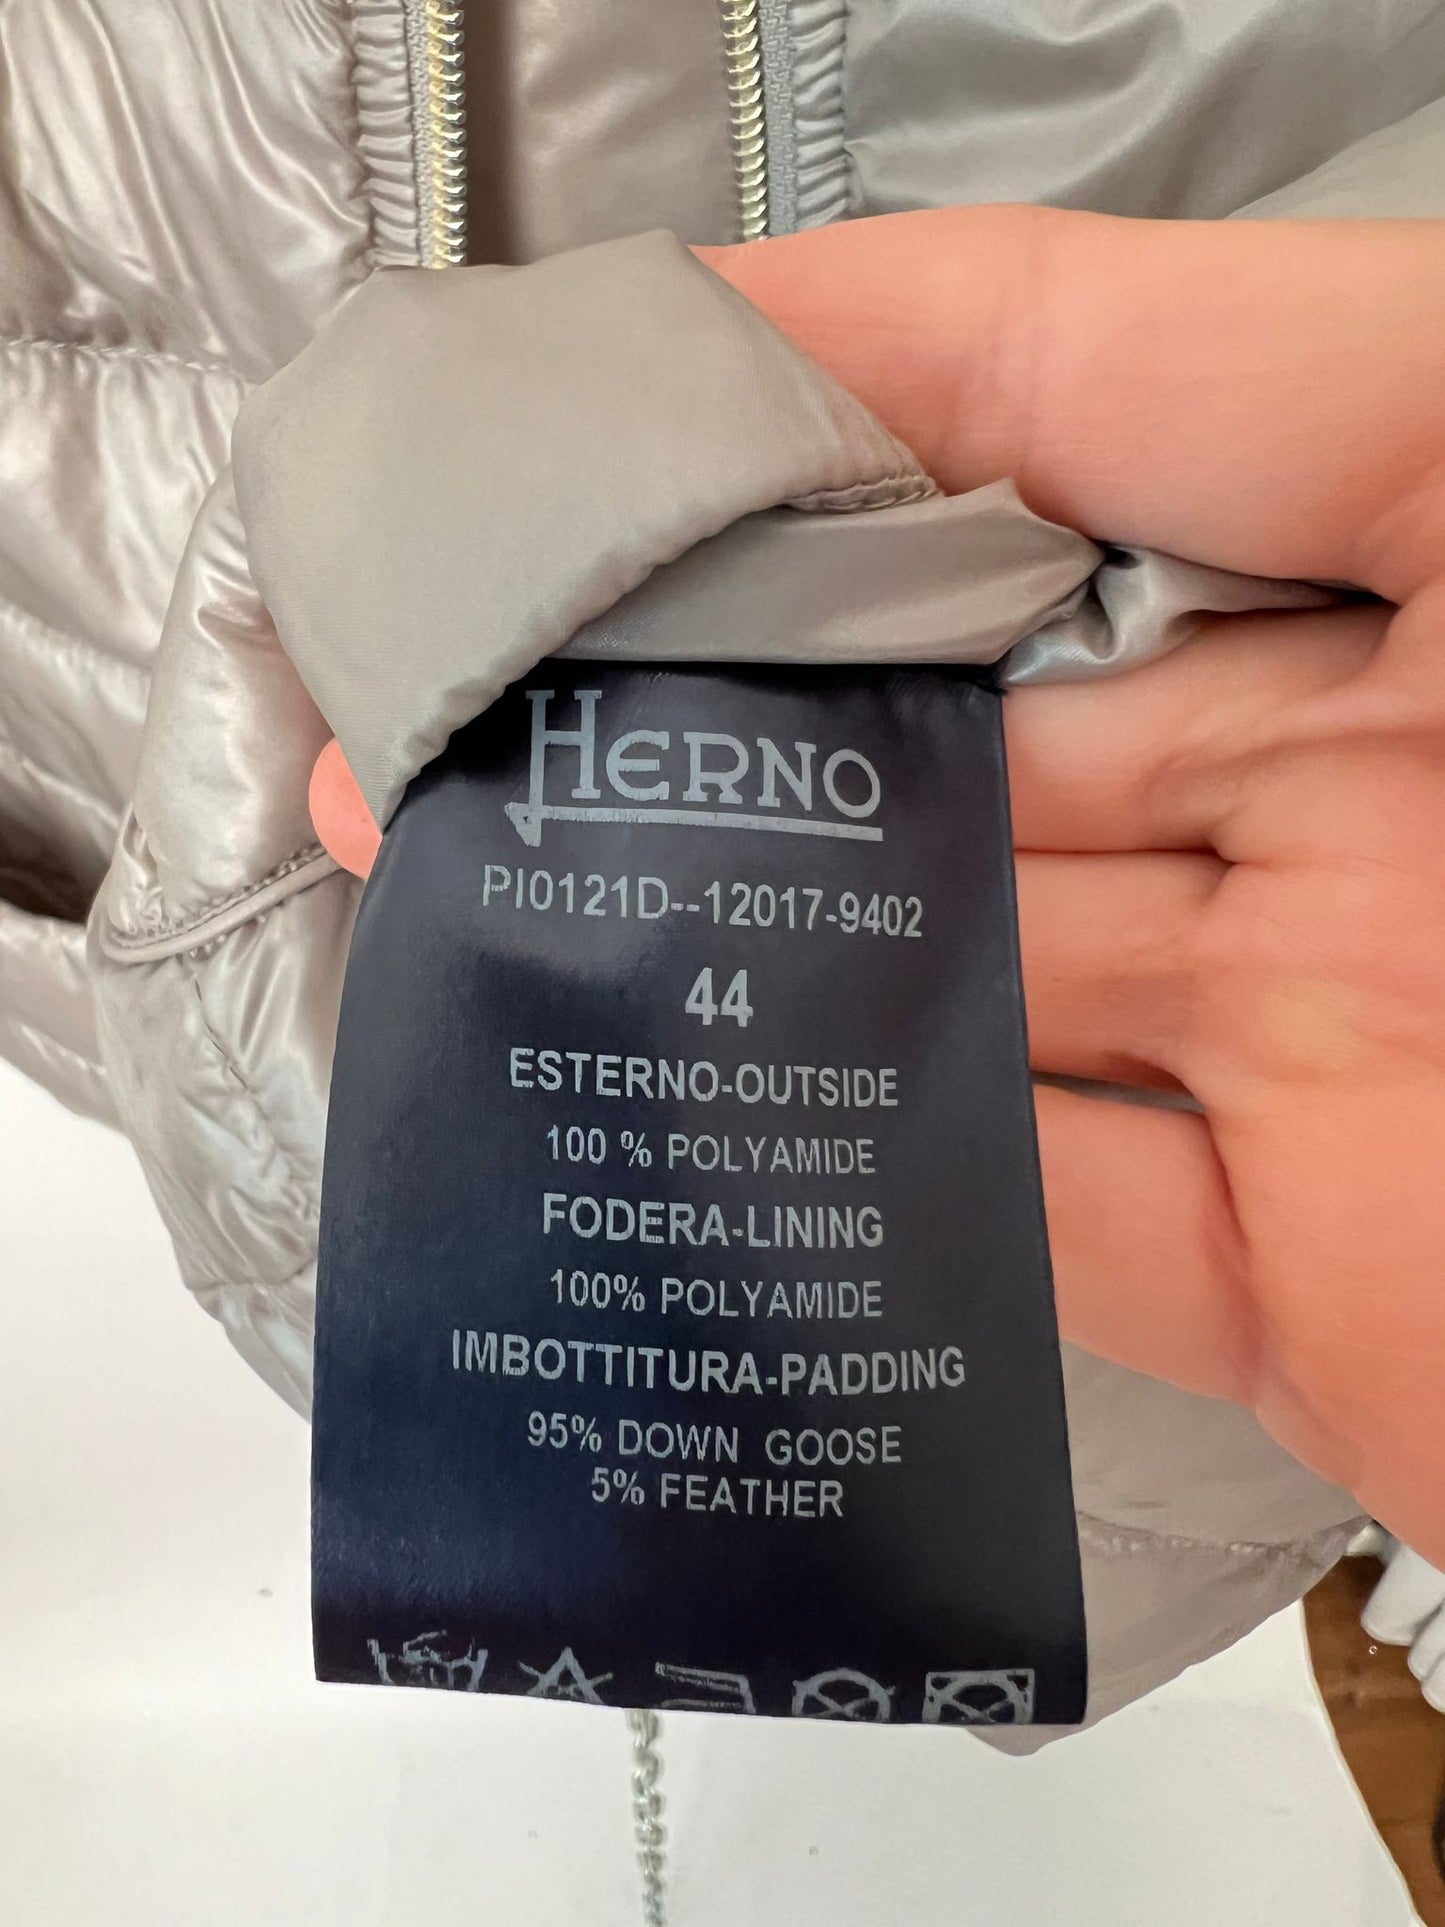 HERNO
PI0121D--12017-9402
44
ESTERNO-OUTSIDE
100 % POLYAMIDE
FODERA-LINING
100% POLYAMIDE
IMBOTTITURA-PADDING
95% DOWN GOOSE
5% FEATHER